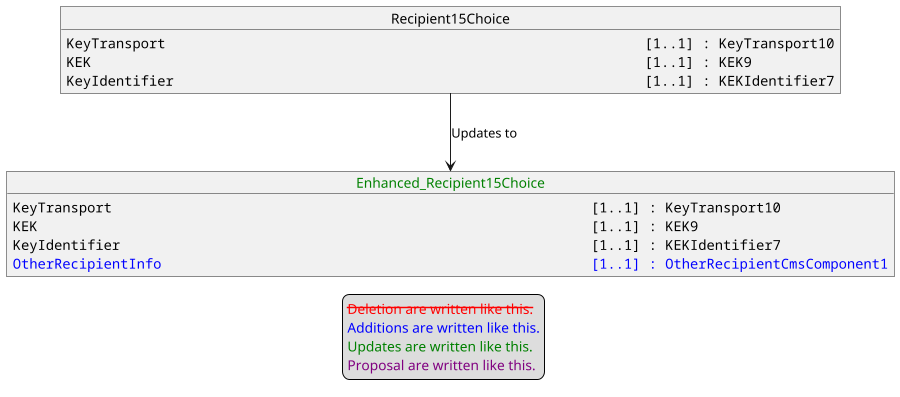 Recipient15Choice
KeyTransport [1..1] : KeyTransport10
KEK [1..1] : KEK9
KeyIdentifier [1..1] : KEKIdentifier7
Updates to
Enhanced_Recipient15Choice
KeyTransport [1..1] : KeyTransport10
KEK [1..1] : KEK9
KeyIdentifier [1..1] : KEKIdentifier7
OtherRecipientInfo [1..1] : OtherRecipientCmsComponent1
Deletion are written like this.
Additions are written like this.
Updates are written like this.
Proposal are written like this.